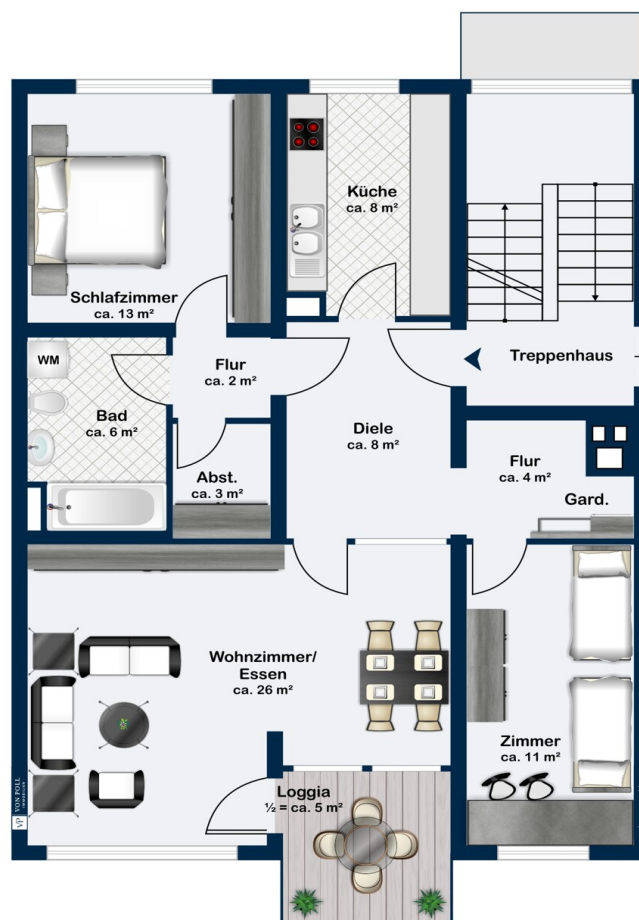 Küche
ca. 8 m²
Schlafzimmer
ca. 13 m²
WM
Flur
ca. 2 m²
Treppenhaus
Bad
ca. 6 m²
Diele
ca. 8 m²
Flur
ca. 4 m²
Abst.
ca. 3 m²
Gard.
Wohnzimmer/
Essen
ca. 26 m²
Zimmer
ca. 11 m²
Loggia
½ = ca. 5 m²
VP VON POLL
IMMOBILIEN